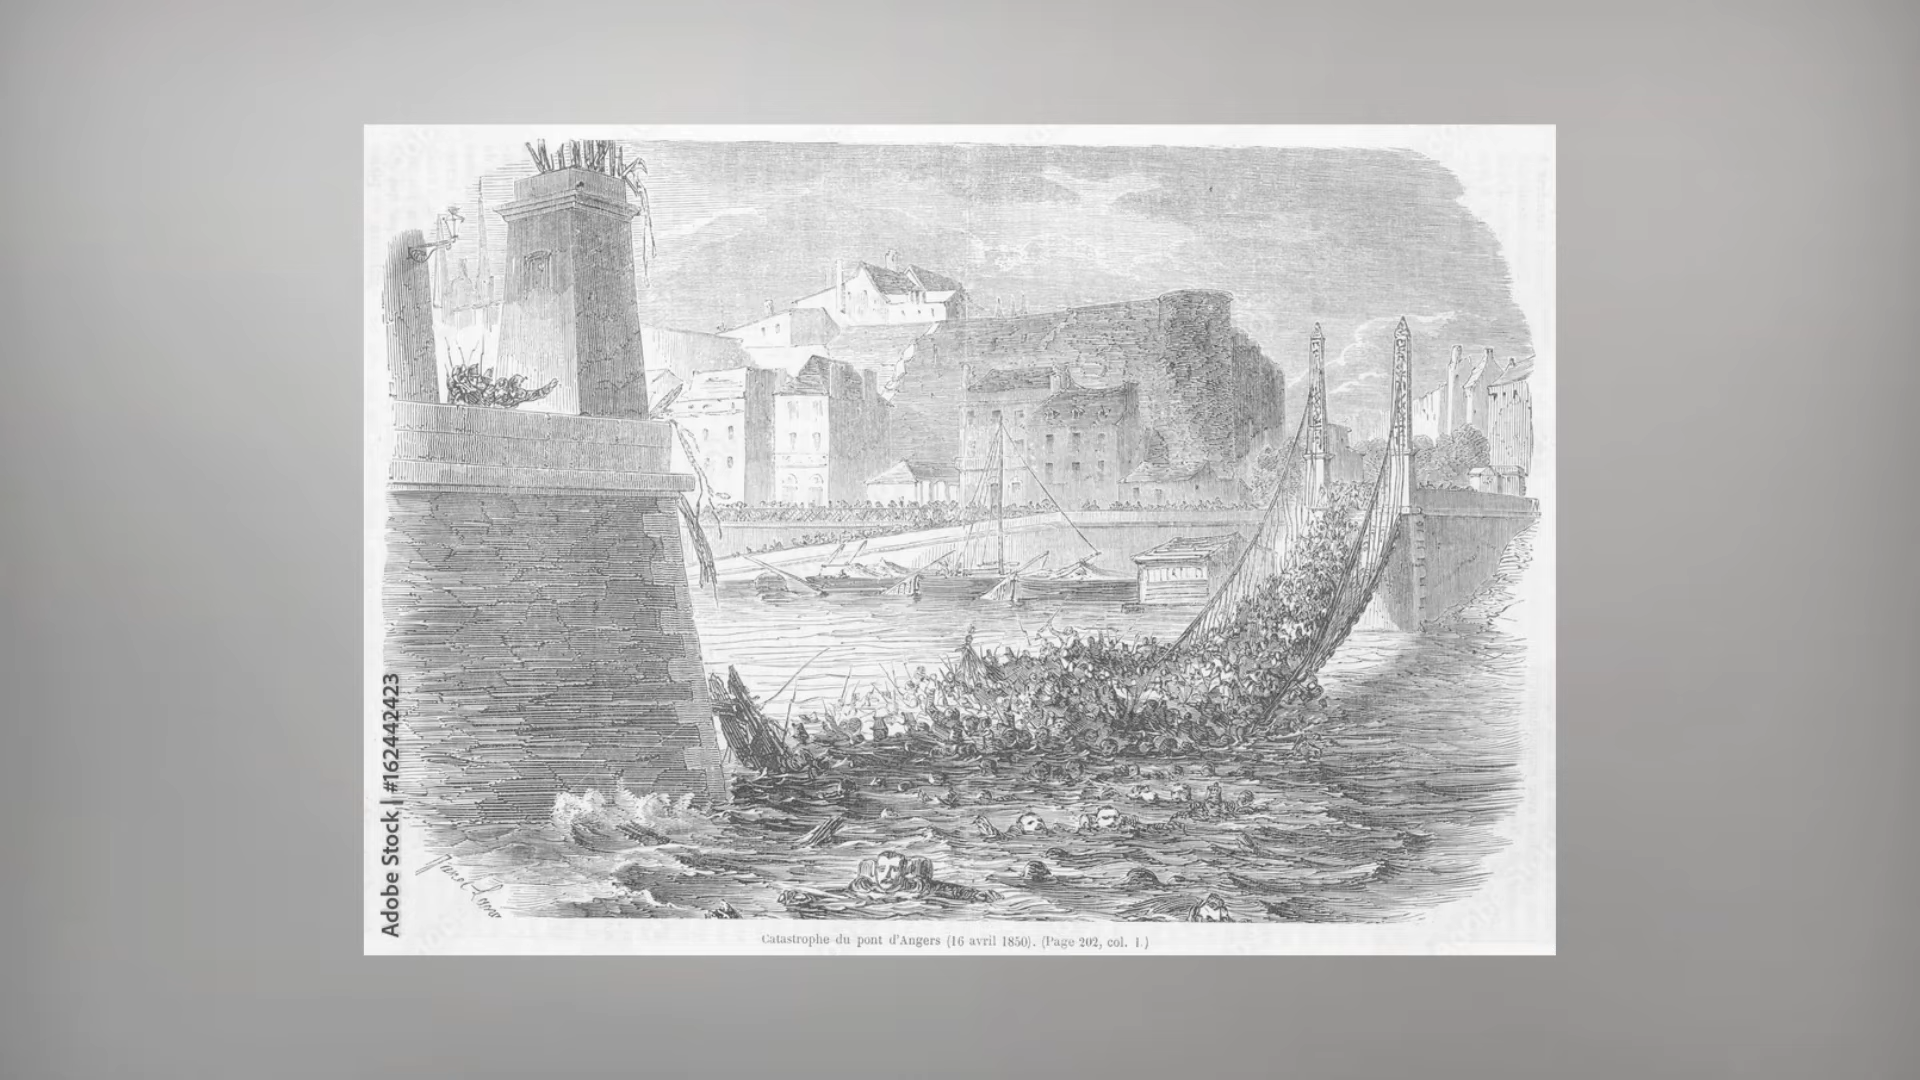 Adobe Stock | #162442423
Catastrophe du pont d'Angers (16 avril 1850). (Page 202, col. 1.)